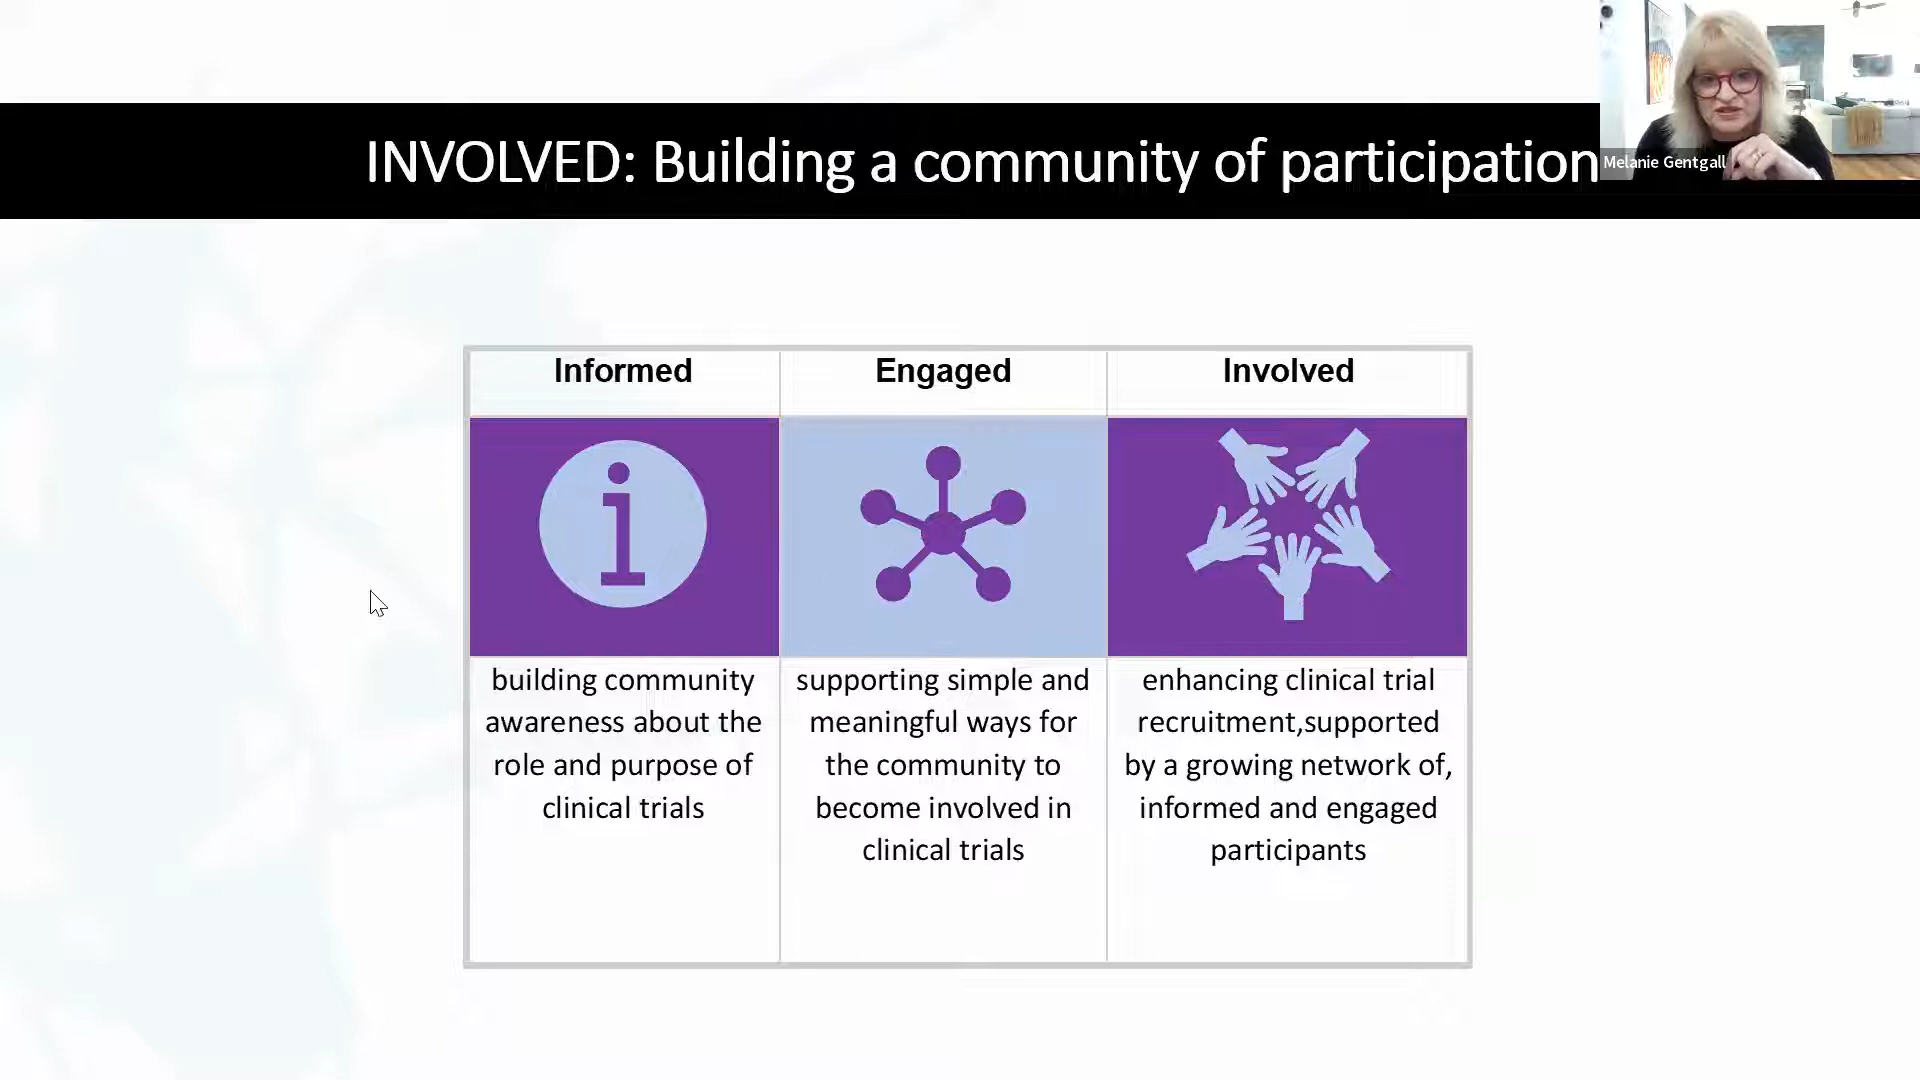 INVOLVED: Building a community of participation
Melanie Gentgall
Informed
Engaged
Involved
i
building community
awareness about the
role and purpose of
clinical trials
supporting simple and
meaningful ways for
the community to
become involved in
clinical trials
enhancing clinical trial
recruitment,supported
by a growing network of,
informed and engaged
participants